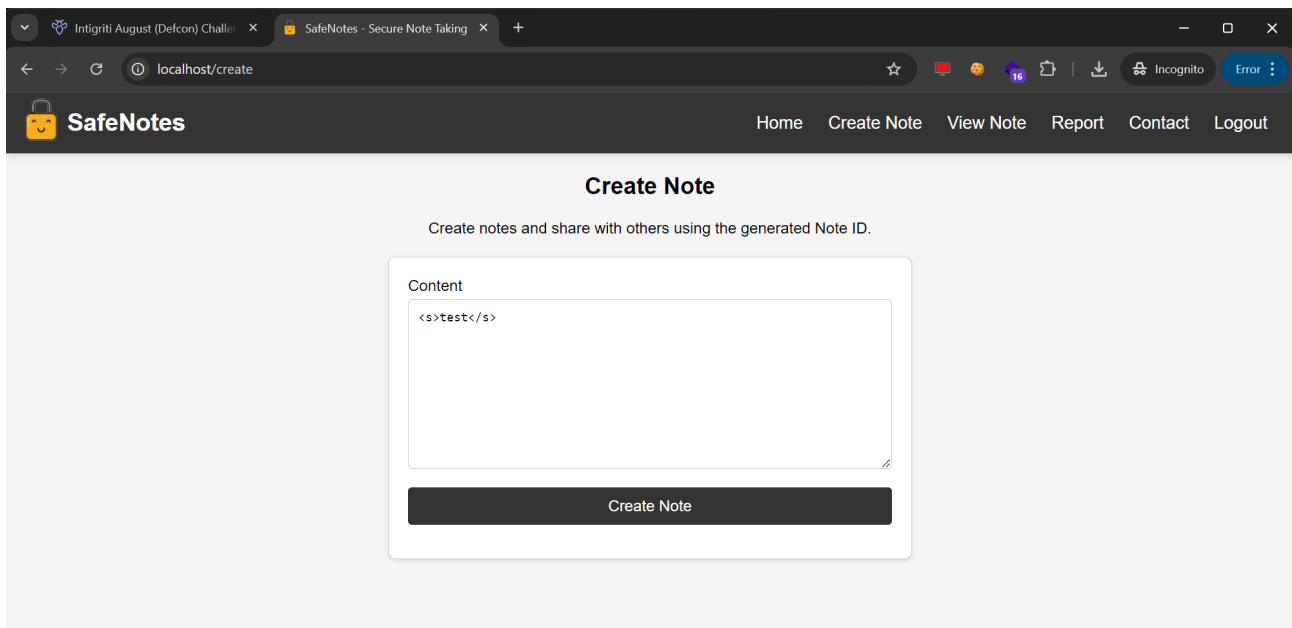 Intigriti August (Defcon) Challe
SafeNotes - Secure Note Taking
localhost/create
16
Incognito
Error
SafeNotes
Home Create Note View Note Report Contact Logout
Create Note
Create notes and share with others using the generated Note ID.
Content
<s>test</s>
Create Note